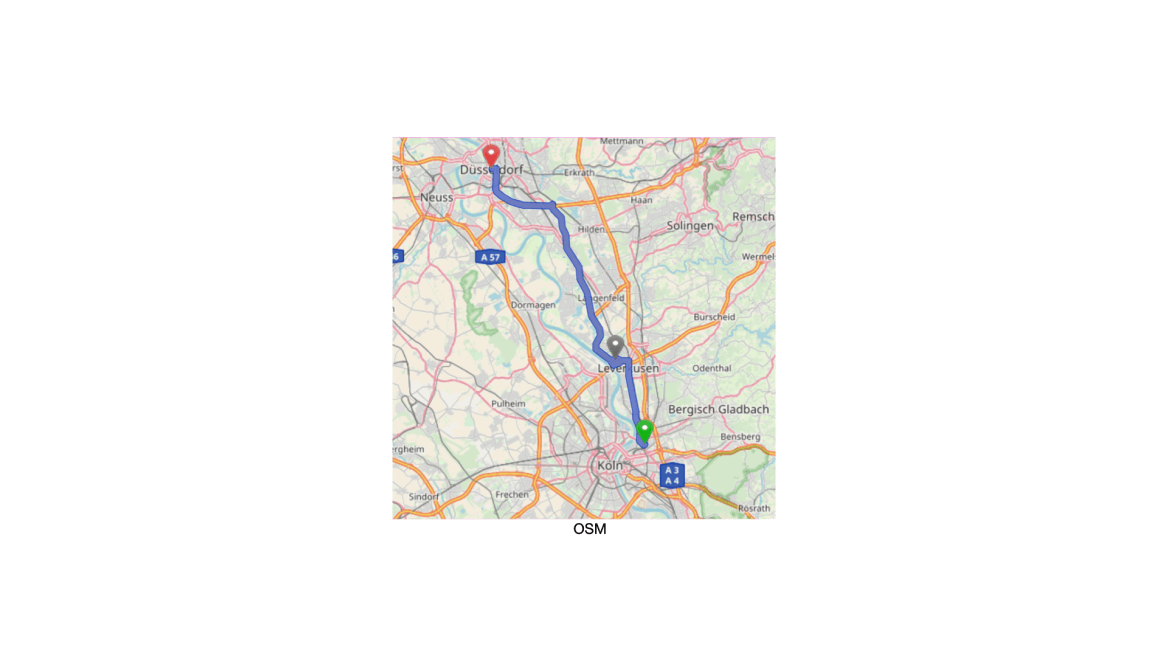 Mettmann
rst
Düsseldorf
Erkrath
Neuss
Haan
Remsch
Solingen
Hilden
6
A 57
Wermel
Langenfeld
Dormagen
Burscheid
Leverkusen
Odenthal
Pulheim
Bergisch Gladbach
Bensberg
ergheim
Köln
A 3
A 4
Sindorf
Frechen
Rösrath
OSM